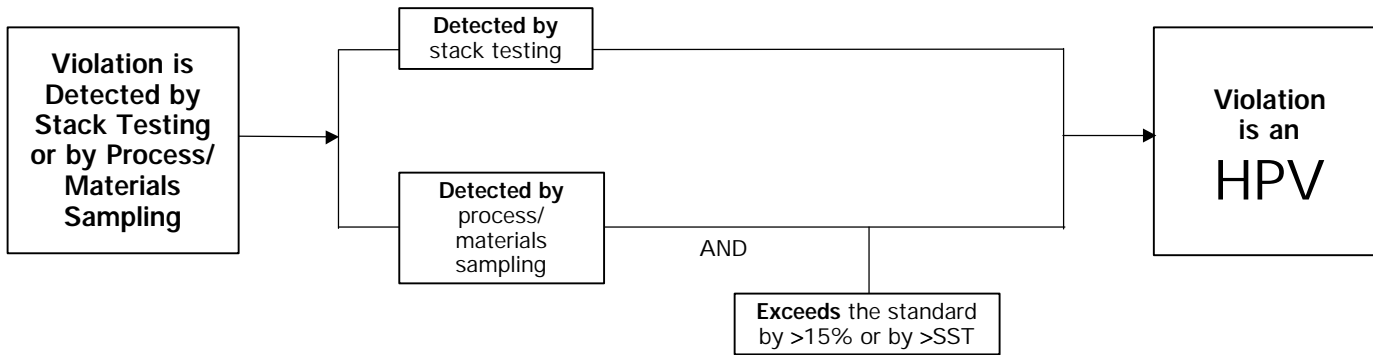 Violation is
Detected by
Stack Testing
or by Process/
Materials
Sampling
Detected by
stack testing
Detected by
process/
materials
sampling
AND
Exceeds the standard
by >15% or by >SST
Violation
is an
HPV